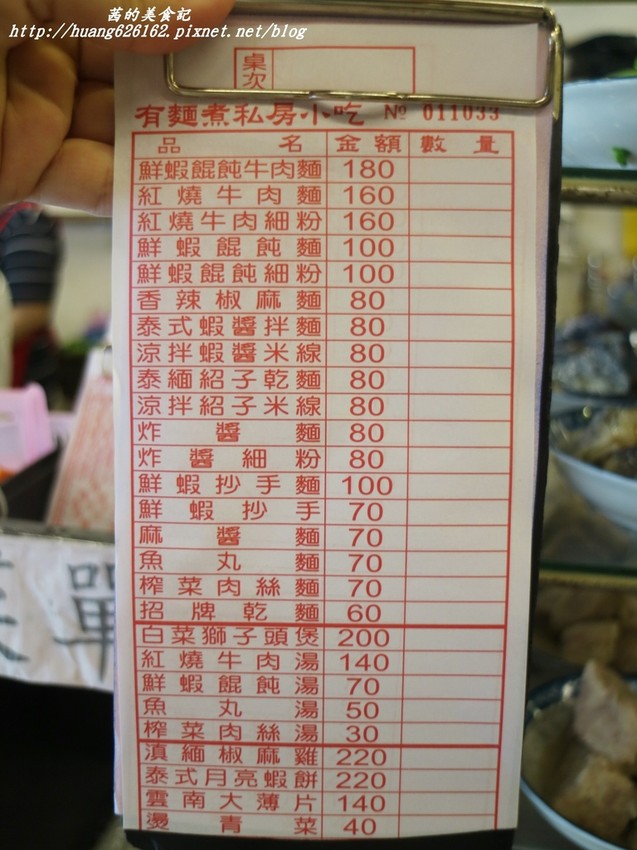 茜的美食記
http://huang626162.pixnet.net/blog
桌次
有麵煮私房小吃 № 011033
品名 金額 數量
鮮蝦餛飩牛肉麵 180
紅燒牛肉麵 160
紅燒牛肉細粉 160
鮮蝦餛飩麵 100
鮮蝦餛飩細粉 100
香辣椒麻麵 80
泰式蝦醬拌麵 80
涼拌蝦醬米線 80
泰緬紹子乾麵 80
涼拌紹子米線 80
炸醬麵 80
炸醬細粉 80
鮮蝦抄手麵 100
鮮蝦抄手 70
麻醬麵 70
魚丸麵 70
榨菜肉絲麵 70
招牌乾麵 60
白菜獅子頭煲 200
紅燒牛肉湯 140
鮮蝦餛飩湯 70
魚丸湯 50
榨菜肉絲湯 30
滇緬椒麻雞 220
泰式月亮蝦餅 220
雲南大薄片 140
燙青菜 40
單